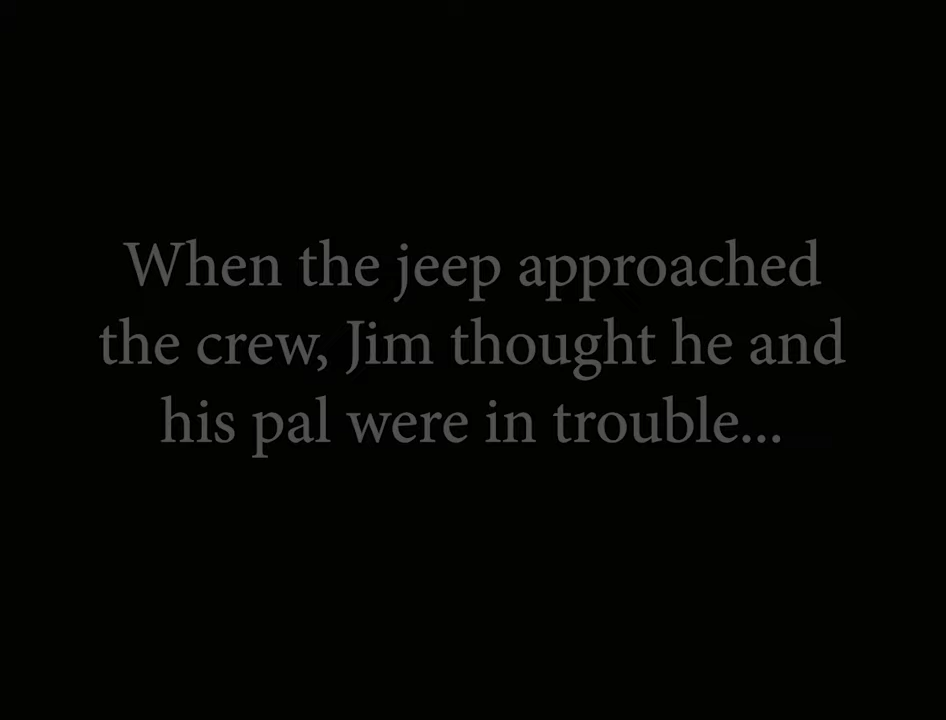 When the jeep approached
the crew, Jim thought he and
his pal were in trouble...